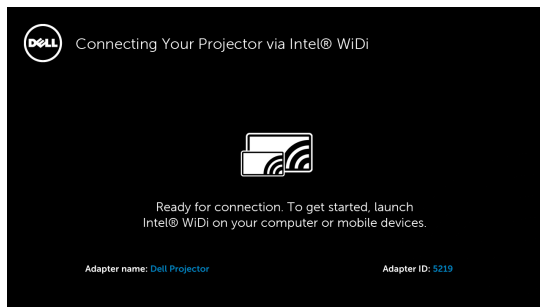 DELL
Connecting Your Projector via Intel® WiDi
Ready for connection. To get started, launch
Intel® WiDi on your computer or mobile devices.
Adapter name: Dell Projector
Adapter ID: 5219